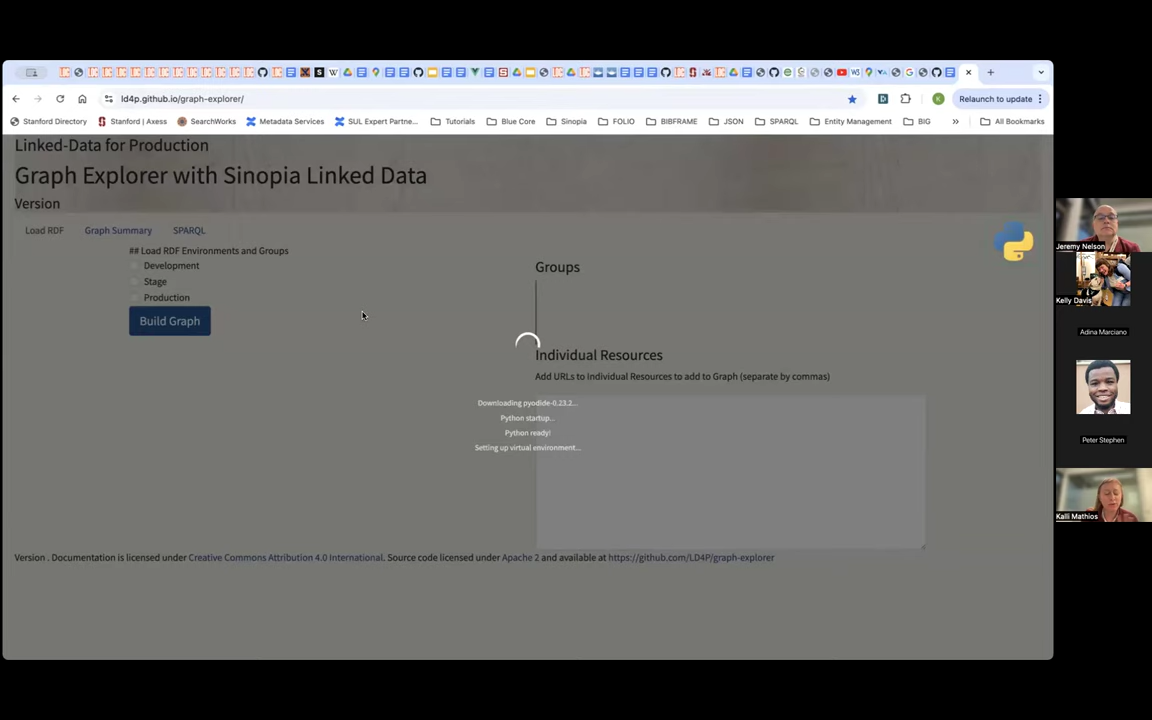 ld4p.github.io/graph-explorer/
Relaunch to update
Stanford Directory
Stanford | Axess
SearchWorks
Metadata Services
SUL Expert Partne...
Tutorials
Blue Core
Sinopia
FOLIO
BIBFRAME
JSON
SPARQL
Entity Management
BIG
»
All Bookmarks
Linked-Data for Production
Graph Explorer with Sinopia Linked Data
Version
Load RDF
Graph Summary
SPARQL
## Load RDF Environments and Groups
Development
Stage
Production
Build Graph
Groups
Individual Resources
Add URLs to Individual Resources to add to Graph (separate by commas)
Downloading pyodide-0.23.2...
Python startup...
Python ready!
Setting up virtual environment...
Version . Documentation is licensed under Creative Commons Attribution 4.0 International. Source code licensed under Apache 2 and available at https://github.com/LD4P/graph-explorer
Jeremy Nelson
Kelly Davis
Adina Marciano
Peter Stephen
Kalli Mathios